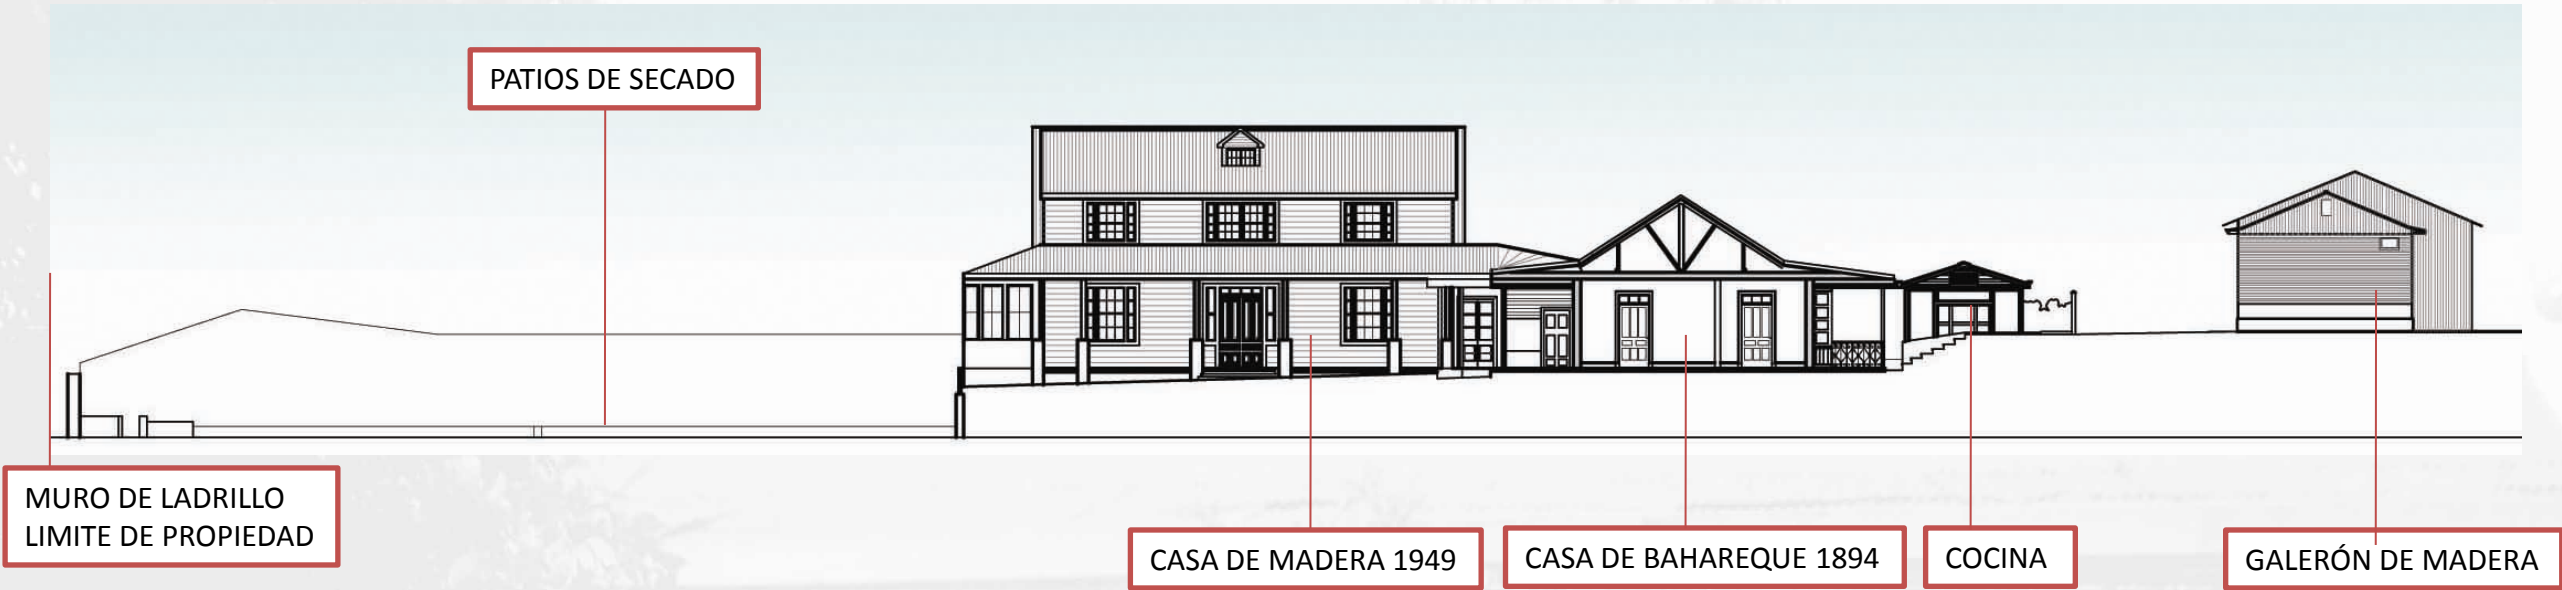 PATIOS DE SECADO
MURO DE LADRILLO
LIMITE DE PROPIEDAD
CASA DE MADERA 1949
CASA DE BAHAREQUE 1894
COCINA
GALERÓN DE MADERA